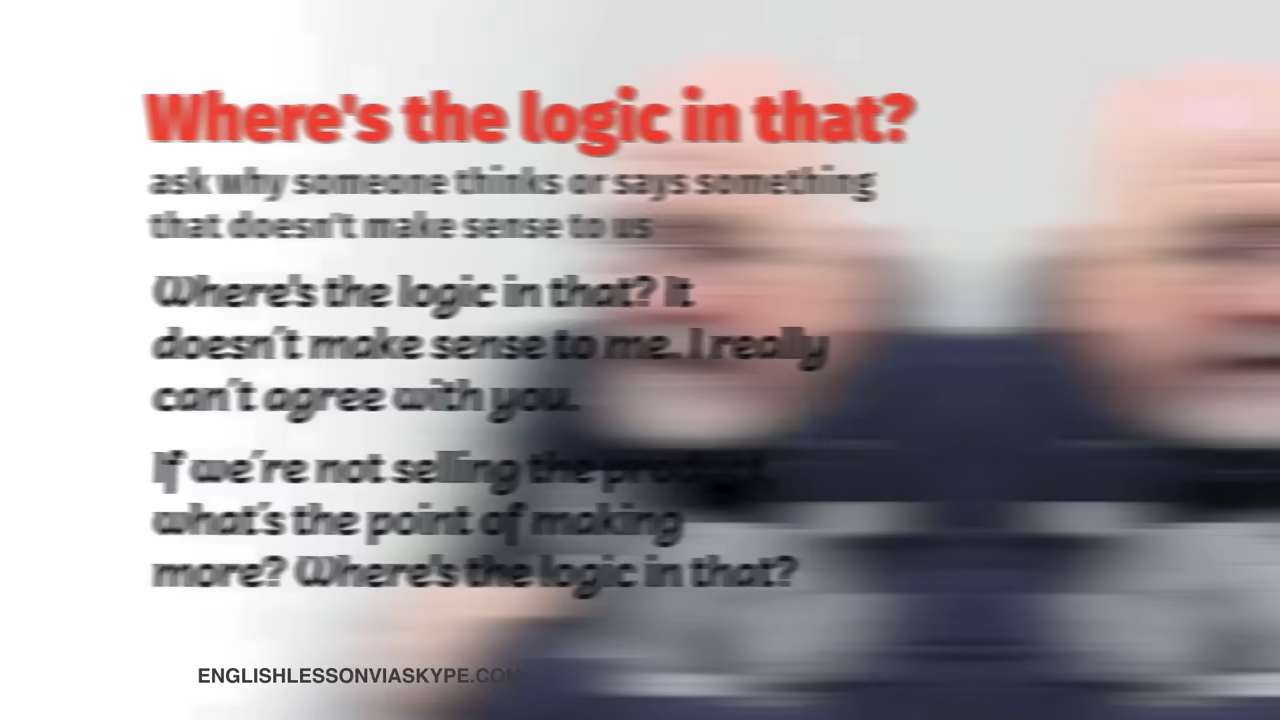 Where's the logic in that?
ask why someone thinks or says something
that doesn't make sense to us
Where's the logic in that? It
doesn´t make sense to me. I really
can´t agree with you.
If we´re not selling the product,
what´s the point of making
more? Where's the logic in that?
ENGLISHLESSONVIASKYPE.COM